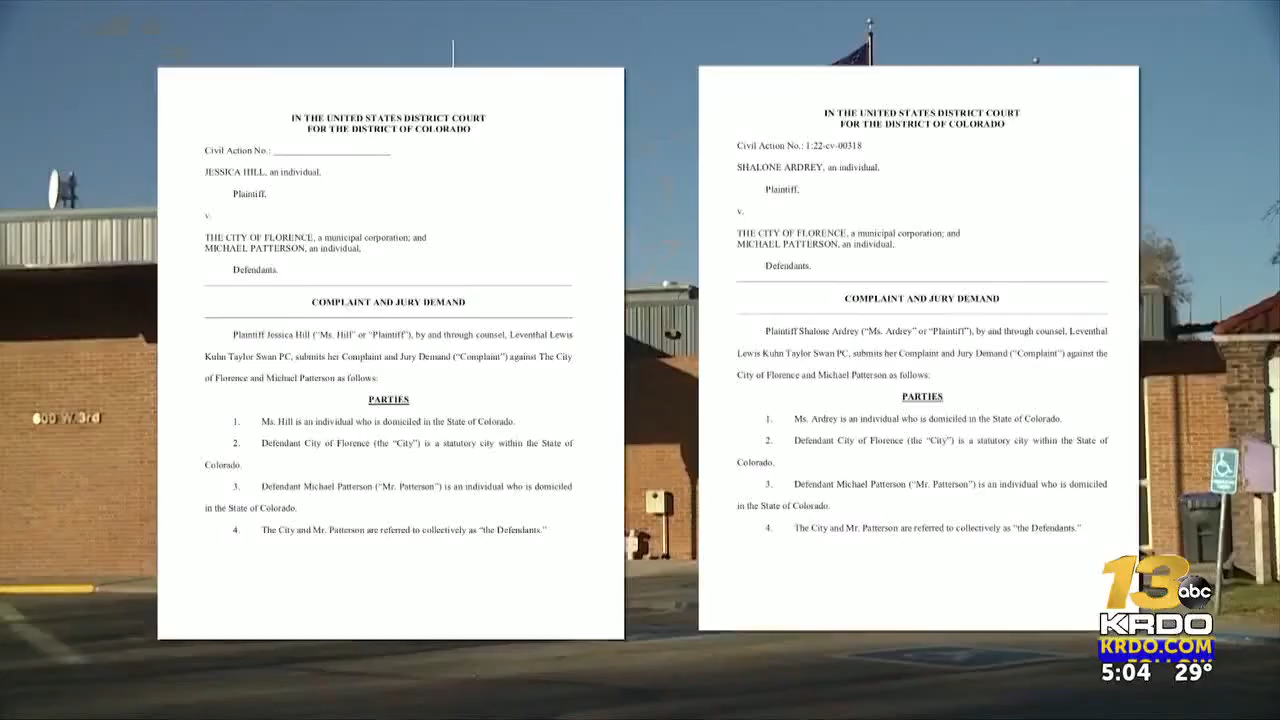 IN THE UNITED STATES DISTRICT COURT
FOR THE DISTRICT OF COLORADO
Civil Action No.:
JESSICA HILL, an individual,
Plaintiff,
v.
THE CITY OF FLORENCE, a municipal corporation; and
MICHAEL PATTERSON, an individual,
Defendants.
COMPLAINT AND JURY DEMAND
Plaintiff Jessica Hill (“Ms. Hill” or “Plaintiff”), by and through counsel, Leventhal Lewis
Kuhn Taylor Swan PC, submits her Complaint and Jury Demand (“Complaint”) against The City
of Florence and Michael Patterson as follows:
PARTIES
1. Ms. Hill is an individual who is domiciled in the State of Colorado.
2. Defendant City of Florence (the “City”) is a statutory city within the State of
Colorado.
3. Defendant Michael Patterson (“Mr. Patterson”) is an individual who is domiciled
in the State of Colorado.
4. The City and Mr. Patterson are referred to collectively as “the Defendants.”
IN THE UNITED STATES DISTRICT COURT
FOR THE DISTRICT OF COLORADO
Civil Action No.: 1:22-cv-00318
SHALONE ARDREY, an individual,
Plaintiff,
v.
THE CITY OF FLORENCE, a municipal corporation; and
MICHAEL PATTERSON, an individual,
Defendants.
COMPLAINT AND JURY DEMAND
Plaintiff Shalone Ardrey (“Ms. Ardrey” or “Plaintiff”), by and through counsel, Leventhal
Lewis Kuhn Taylor Swan PC, submits her Complaint and Jury Demand (“Complaint”) against the
City of Florence and Michael Patterson as follows:
PARTIES
1. Ms. Ardrey is an individual who is domiciled in the State of Colorado.
2. Defendant City of Florence (the “City”) is a statutory city within the State of
Colorado.
3. Defendant Michael Patterson (“Mr. Patterson”) is an individual who is domiciled
in the State of Colorado.
4. The City and Mr. Patterson are referred to collectively as “the Defendants.”
600 W. 3rd
13 abc
KRDO
KRDO.COM
5:04 29°